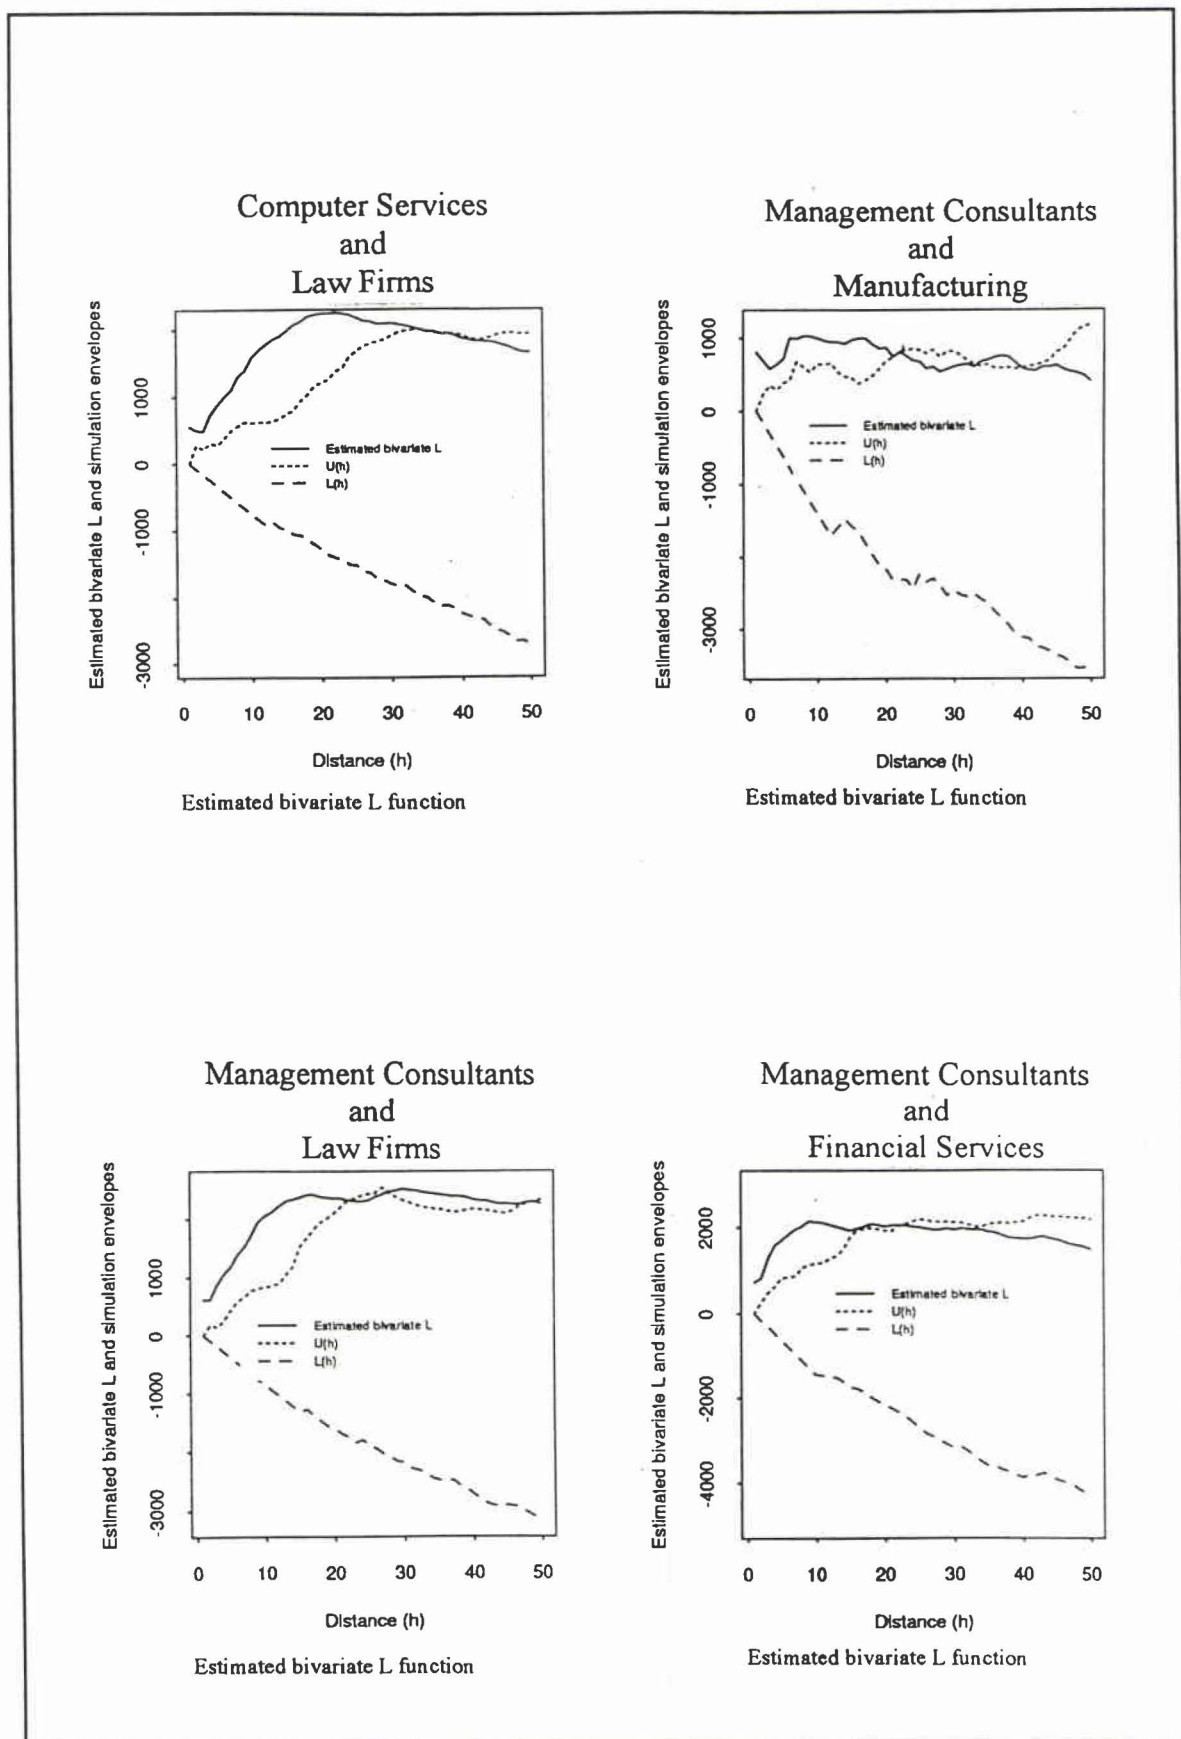 Computer Services
and
Law Firms
Estimated bivariate L and simulation envelopes
1000
0
-1000
-3000
Estimated bivariate L
U(h)
L(h)
0 10 20 30 40 50
Distance (h)
Estimated bivariate L function
Management Consultants
and
Manufacturing
Estimated bivariate L and simulation envelopes
1000
0
-1000
-3000
Estimated bivariate L
U(h)
L(h)
0 10 20 30 40 50
Distance (h)
Estimated bivariate L function
Management Consultants
and
Law Firms
Estimated bivariate L and simulation envelopes
1000
0
-1000
-3000
Estimated bivariate L
U(h)
L(h)
0 10 20 30 40 50
Distance (h)
Estimated bivariate L function
Management Consultants
and
Financial Services
Estimated bivariate L and simulation envelopes
2000
0
-2000
-4000
Estimated bivariate L
U(h)
L(h)
0 10 20 30 40 50
Distance (h)
Estimated bivariate L function